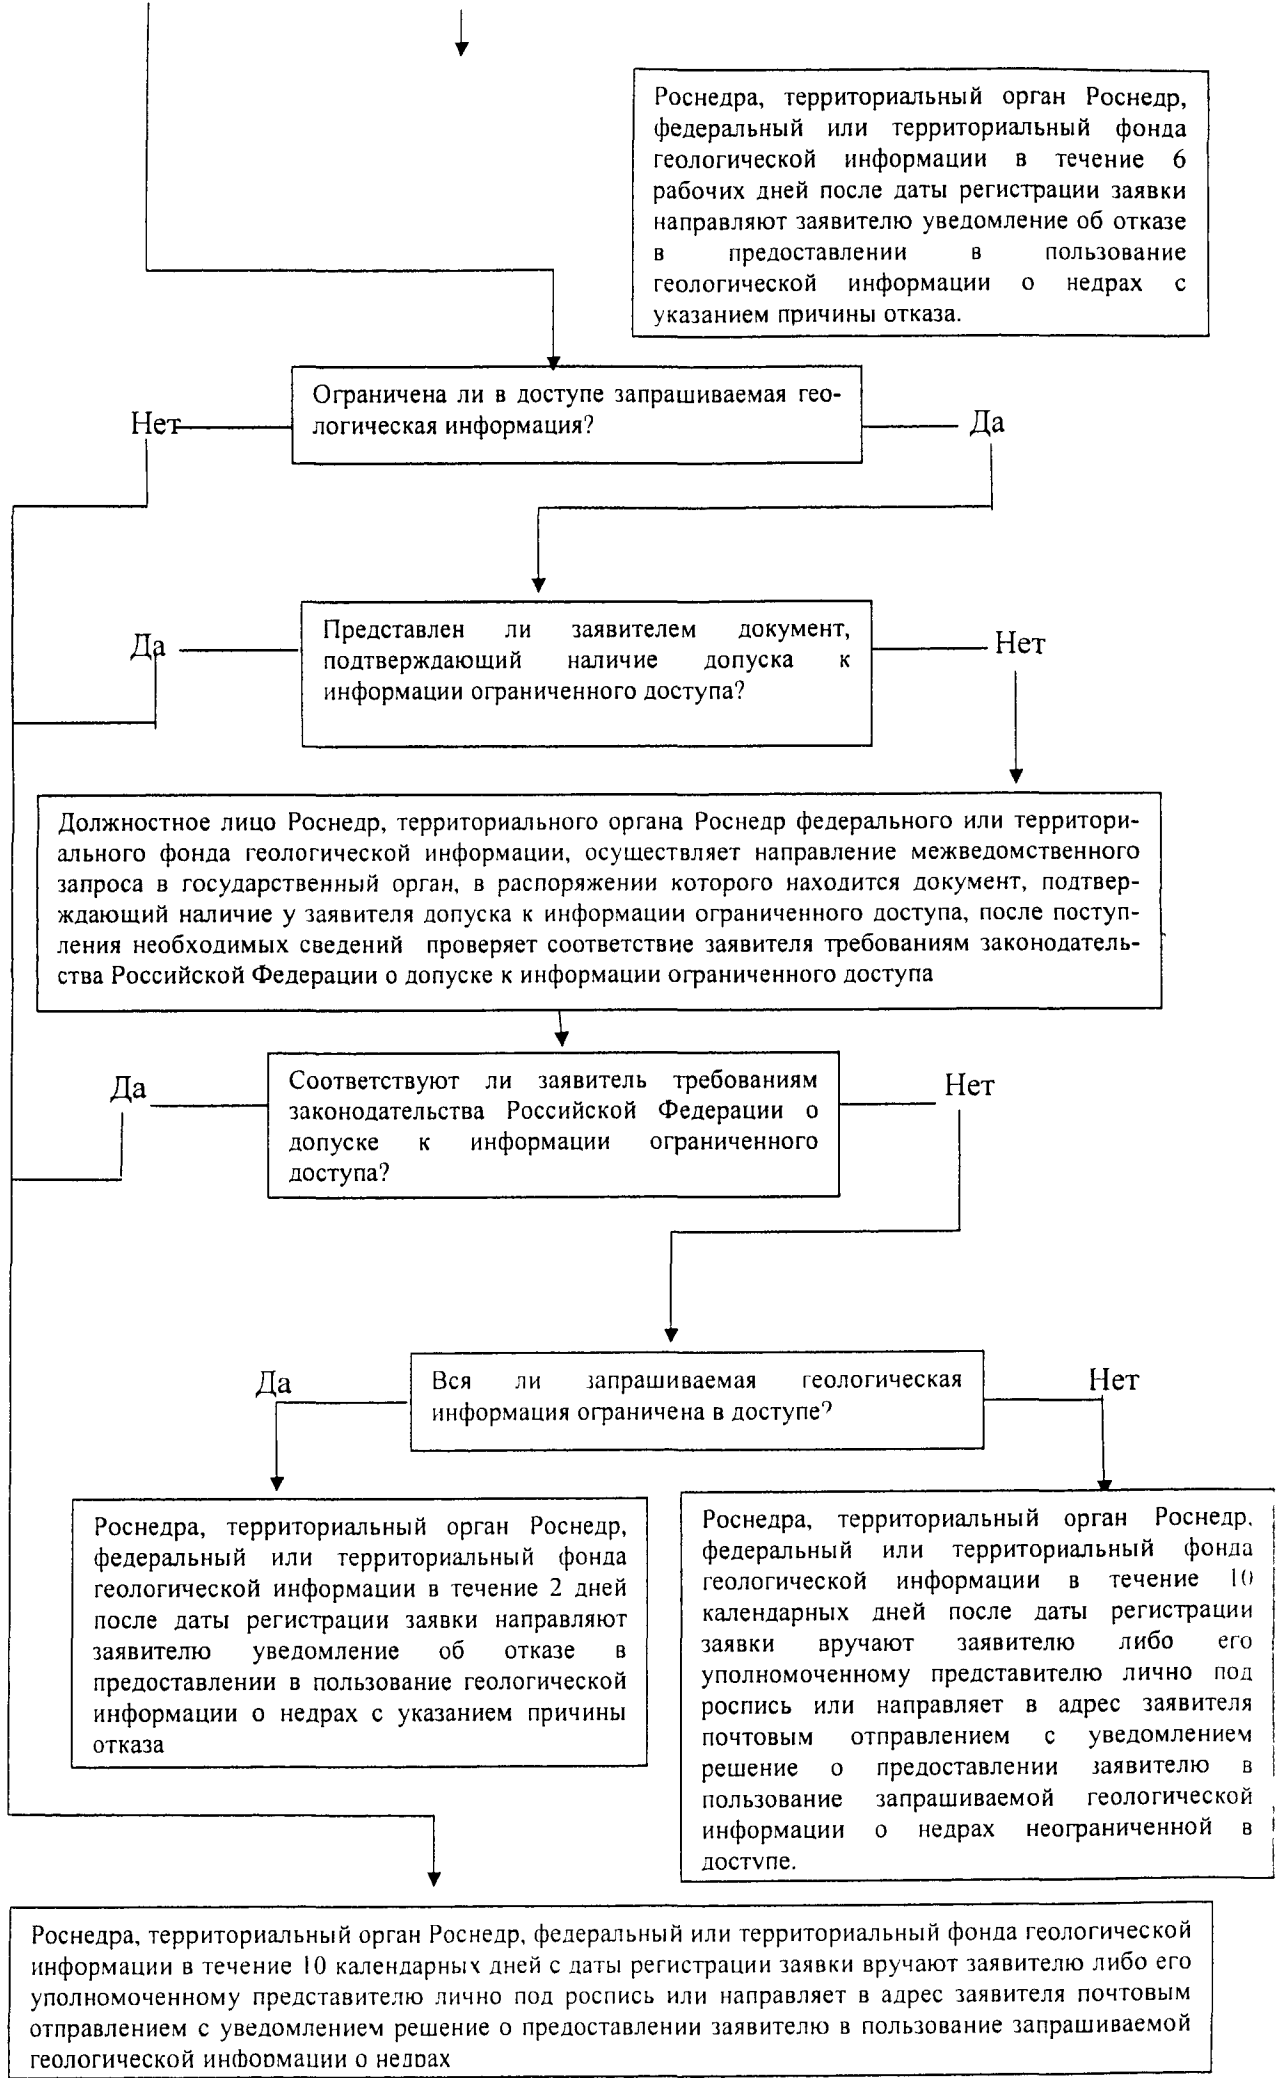 Роснедра, территориальный орган Роснедр,
федеральный или территориальный фонда
геологической информации в течение 6
рабочих дней после даты регистрации заявки
направляют заявителю уведомление об отказе
в предоставлении в пользование
геологической информации о недрах с
указанием причины отказа.
Ограничена ли в доступе запрашиваемая гео-
логическая информация?
Нет
Да
Представлен ли заявителем документ,
подтверждающий наличие допуска к
информации ограниченного доступа?
Да
Нет
Должностное лицо Роснедр, территориального органа Роснедр федерального или территори-
ального фонда геологической информации, осуществляет направление межведомственного
запроса в государственный орган, в распоряжении которого находится документ, подтвер-
ждающий наличие у заявителя допуска к информации ограниченного доступа, после поступ-
ления необходимых сведений проверяет соответствие заявителя требованиям законодатель-
ства Российской Федерации о допуске к информации ограниченного доступа
Да
Соответствуют ли заявитель требованиям
законодательства Российской Федерации о
допуске к информации ограниченного
доступа?
Нет
Да
Вся ли запрашиваемая геологическая
информация ограничена в доступе?
Нет
Роснедра, территориальный орган Роснедр,
федеральный или территориальный фонда
геологической информации в течение 2 дней
после даты регистрации заявки направляют
заявителю уведомление об отказе в
предоставлении в пользование геологической
информации о недрах с указанием причины
отказа
Роснедра, территориальный орган Роснедр,
федеральный или территориальный фонда
геологической информации в течение 10
календарных дней после даты регистрации
заявки вручают заявителю либо его
уполномоченному представителю лично под
роспись или направляет в адрес заявителя
почтовым отправлением с уведомлением
решение о предоставлении заявителю в
пользование запрашиваемой геологической
информации о недрах неограниченной в
доступе.
Роснедра, территориальный орган Роснедр, федеральный или территориальный фонда геологической
информации в течение 10 календарных дней с даты регистрации заявки вручают заявителю либо его
уполномоченному представителю лично под роспись или направляет в адрес заявителя почтовым
отправлением с уведомлением решение о предоставлении заявителю в пользование запрашиваемой
геологической информации о недрах